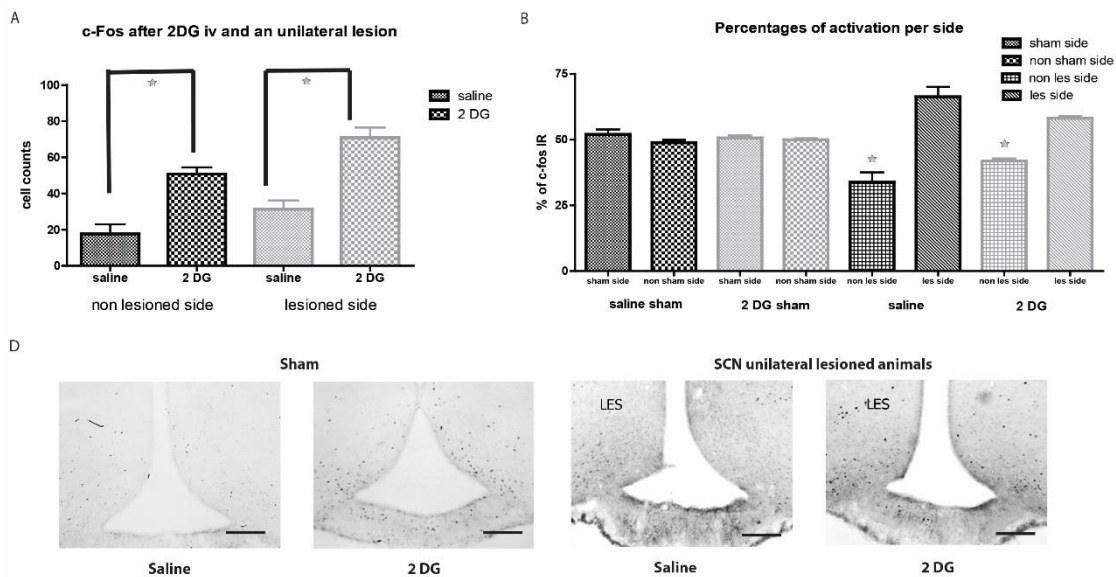 A
c-Fos after 2DG iv and an unilateral lesion
100
80
60
40
20
0
cell counts
saline
2 DG
saline
2 DG
saline
2 DG
non lesioned side
lesioned side
B
Percentages of activation per side
sham side
non sham side
non les side
les side
75
50
25
0
% of c-fos IR
sham side
non sham side
sham side
non sham side
non les side
les side
non les side
les side
saline sham
2 DG sham
saline
2 DG
D
Sham
SCN unilateral lesioned animals
LES
LES
Saline
2 DG
Saline
2 DG